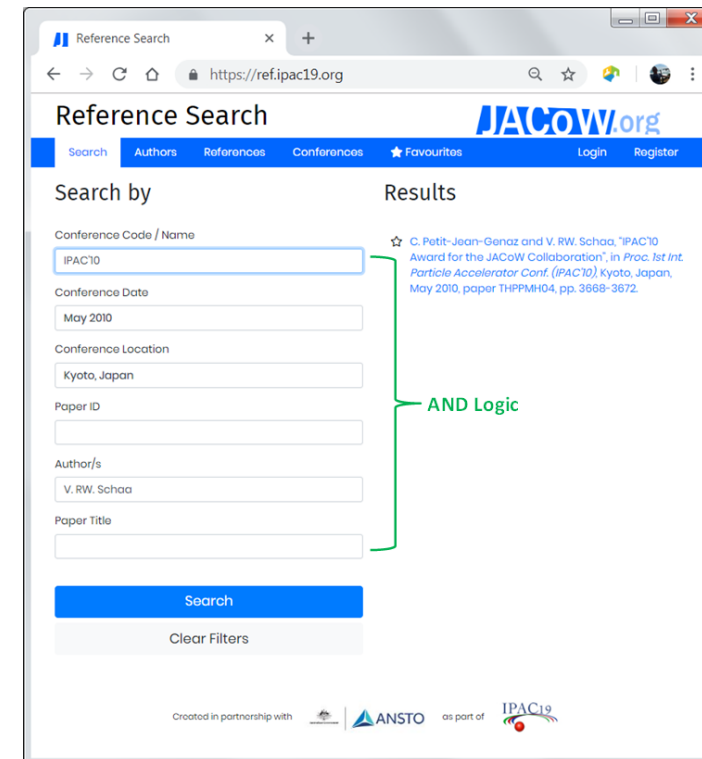 Reference Search
https://ref.ipac19.org
Reference Search
JACoW.org
Search Authors References Conferences Favourites Login Register
Search by
Conference Code / Name
IPAC'10
Conference Date
May 2010
Conference Location
Kyoto, Japan
Paper ID
Author/s
V. RW. Schaa
Paper Title
Search
Clear Filters
Results
C. Petit-Jean-Genaz and V. RW. Schaa, "IPAC'10
Award for the JACoW Collaboration", in Proc. 1st Int.
Particle Accelerator Conf. (IPAC'10), Kyoto, Japan,
May 2010, paper THPPMH04, pp. 3668-3672.
AND Logic
Created in partnership with ANSTO as part of IPAC19